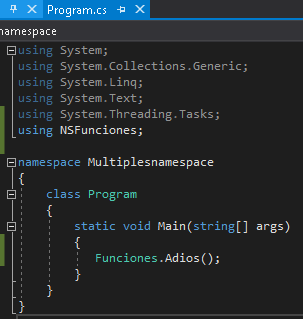 Program.cs
namespace
using System;
using System.Collections.Generic;
using System.Linq;
using System.Text;
using System.Threading.Tasks;
using NSFunciones;
namespace Multiplesnamespace
{
class Program
{
static void Main(string[] args)
{
Funciones.Adios();
}
}
}